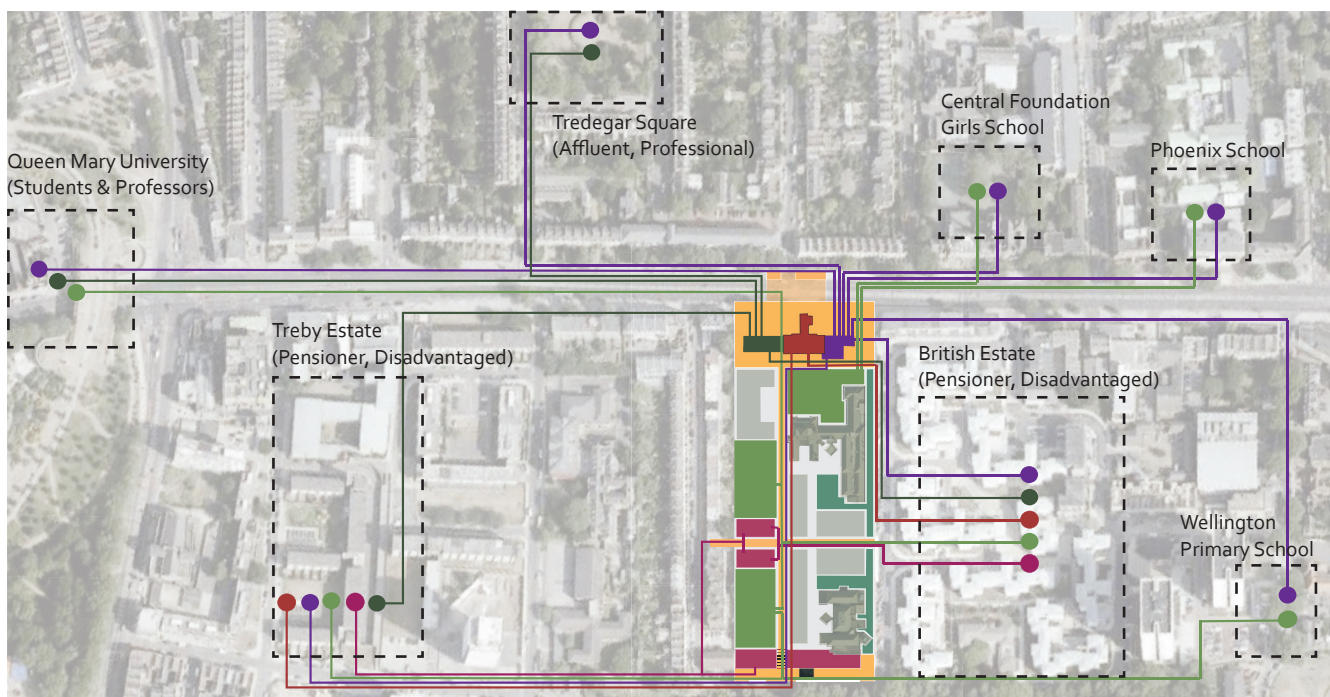 Tredegar Square
(Affluent, Professional)
Central Foundation
Girls School
Phoenix School
Queen Mary University
(Students & Professors)
Treby Estate
(Pensioner, Disadvantaged)
British Estate
(Pensioner, Disadvantaged)
Wellington
Primary School